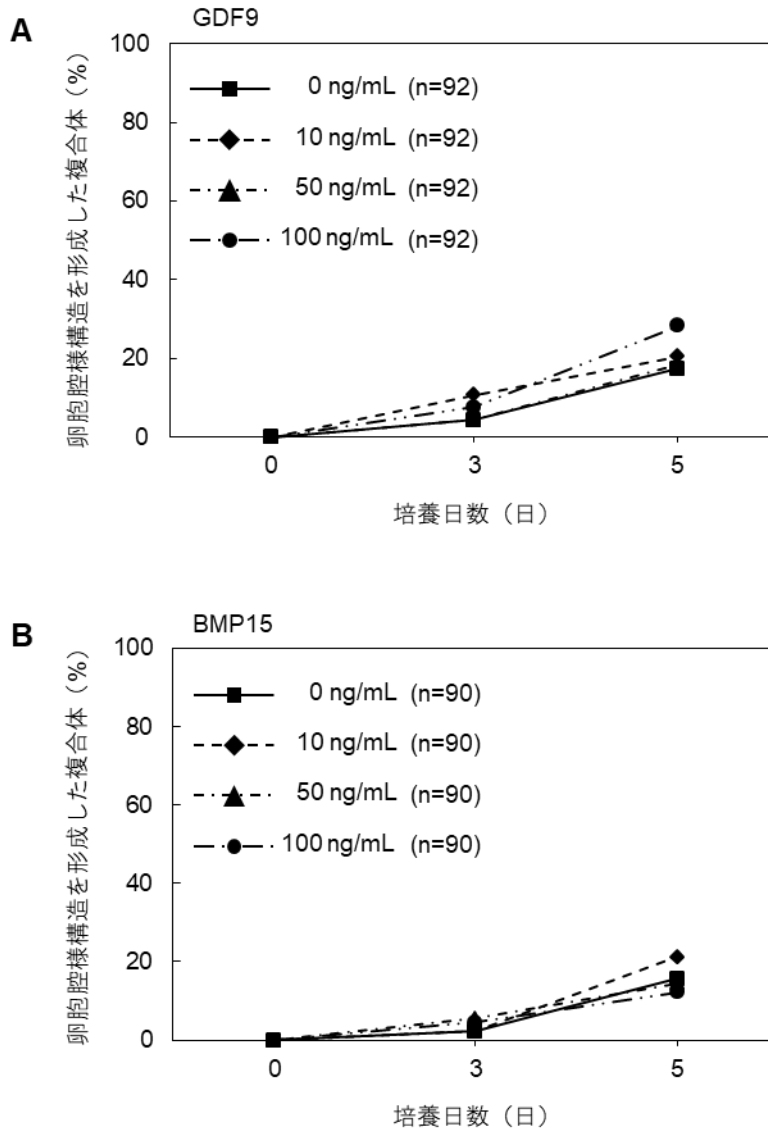 A
GDF9
卵胞腔様構造を形成した複合体（%）
100
80
60
40
20
0
0 ng/mL (n=92)
10 ng/mL (n=92)
50 ng/mL (n=92)
100 ng/mL (n=92)
0 3 5
培養日数（日）
B
BMP15
卵胞腔様構造を形成した複合体（%）
100
80
60
40
20
0
0 ng/mL (n=90)
10 ng/mL (n=90)
50 ng/mL (n=90)
100 ng/mL (n=90)
0 3 5
培養日数（日）